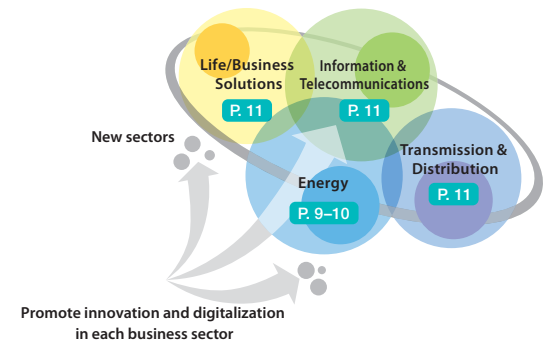 Life/Business
Solutions
P. 11
Information &
Telecommunications
P. 11
New sectors
Transmission &
Distribution
P. 11
Energy
P. 9–10
Promote innovation and digitalization
in each business sector